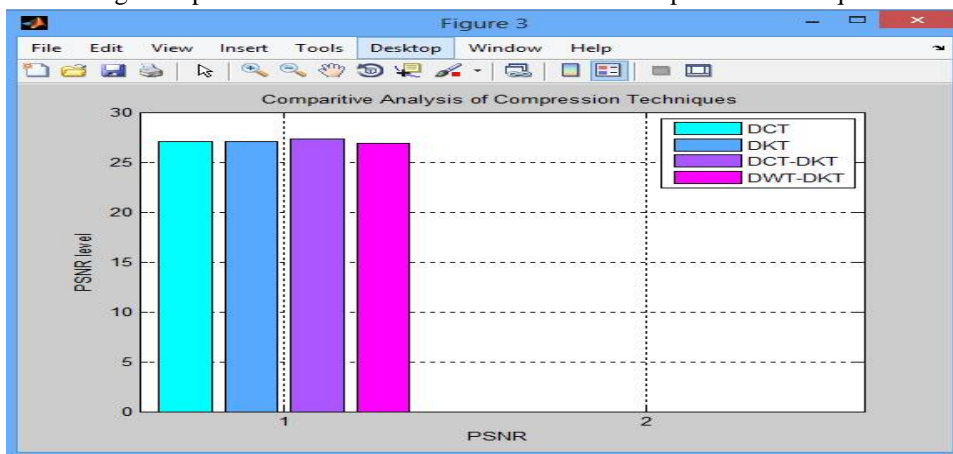 Figure 3
File Edit View Insert Tools Desktop Window Help
Comparitive Analysis of Compression Techniques
30
25
20
15
10
5
0
PSNR level
DCT
DKT
DCT-DKT
DWT-DKT
1 2
PSNR